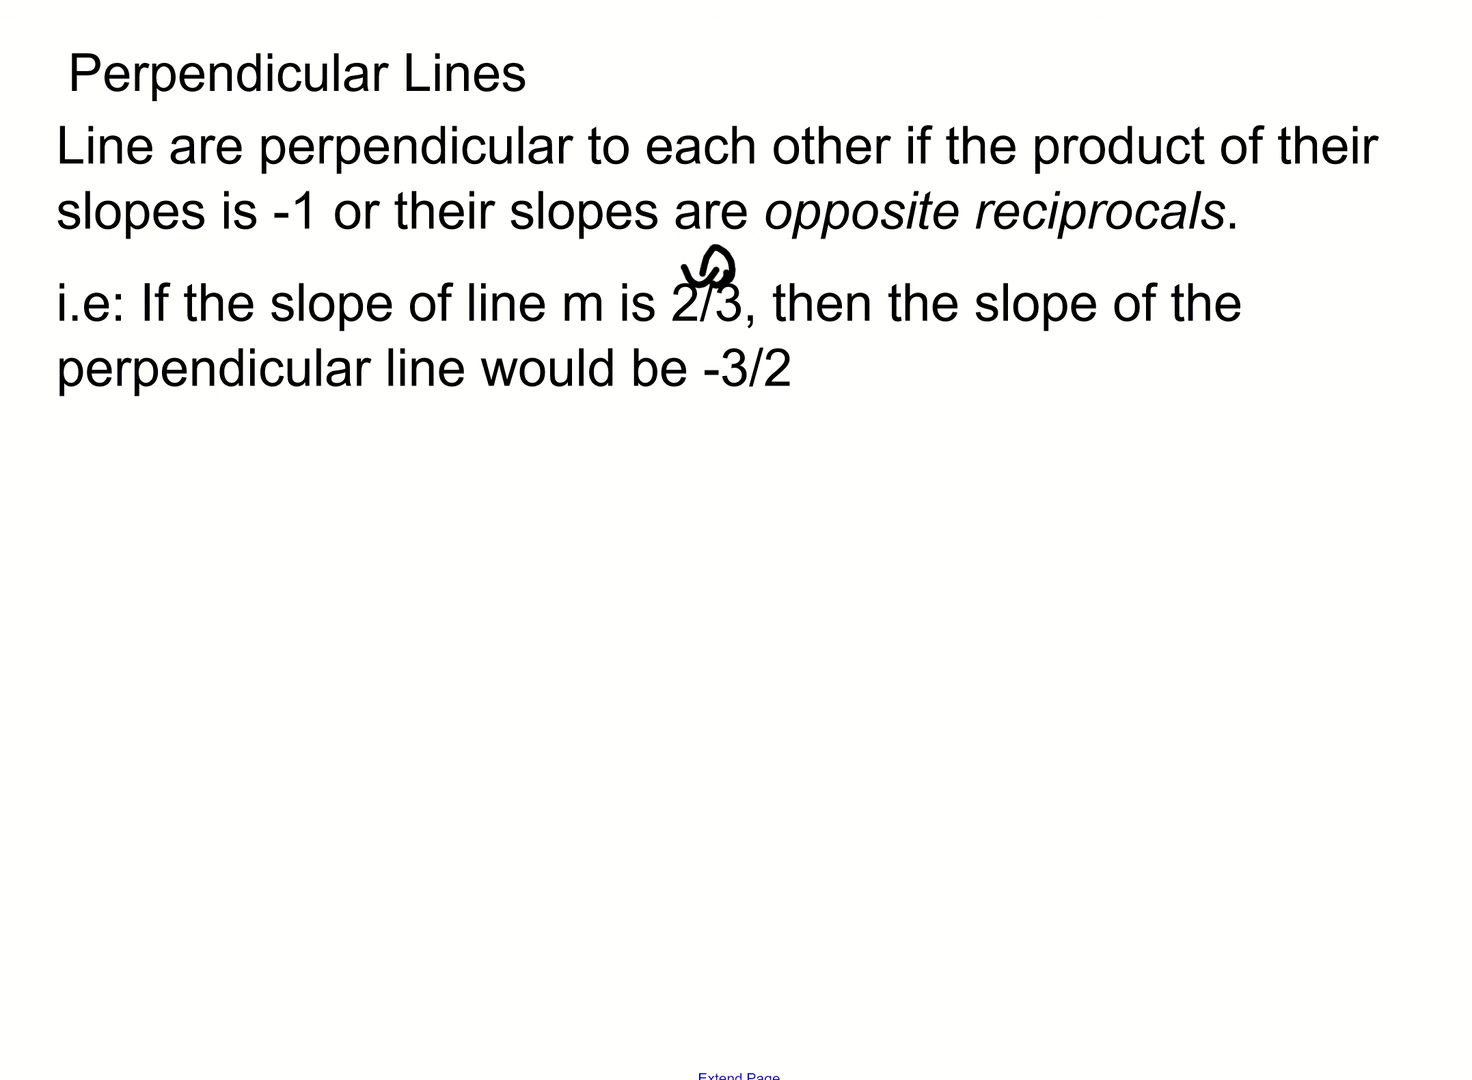 Perpendicular Lines
Line are perpendicular to each other if the product of their
slopes is -1 or their slopes are opposite reciprocals.
i.e: If the slope of line m is 2/3, then the slope of the
perpendicular line would be -3/2
Extend Page